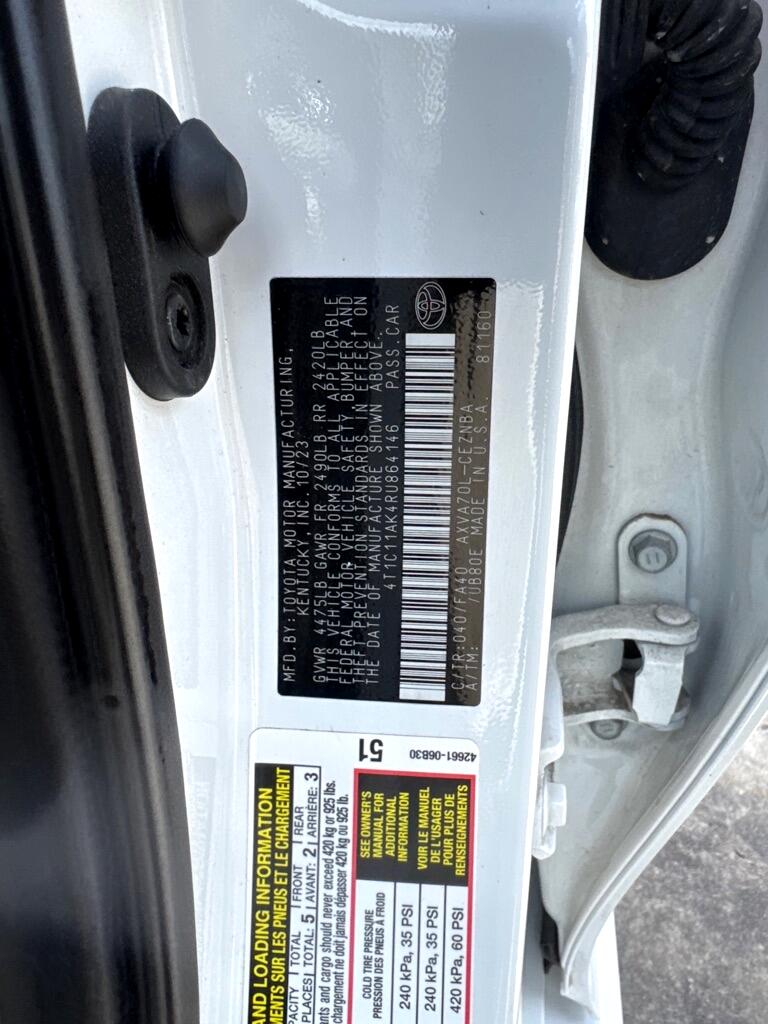 MFD.BY:TOYOTA MOTOR MANUFACTURING,
KENTUCKY, INC. 10/23
GVWR 4475LB GAWR FR 2490LB RR 2420LB
THIS VEHICLE CONFORMS TO ALL APPLICABLE
FEDERAL MOTOR VEHICLE SAFETY, BUMPER AND
THEFT PREVENTION STANDARDS IN EFFECT ON
THE DATE OF MANUFACTURE SHOWN ABOVE.
4T1C11AK4RU864146 PASS.CAR
C/TR:040/FA40 AXVA70L-CEZNBA
A/TM: /UB80E MADE IN U.S.A. 81160
51
42661-06B30
AND LOADING INFORMATION
MENTS SUR LES PNEUS ET LE CHARGEMENT
PACITY TOTAL FRONT REAR
PLACES TOTAL: 5 AVANT: 2 ARRIÈRE: 3
nts and cargo should never exceed 420 kg or 925 lbs.
chargement ne doit jamais dépasser 420 kg ou 925 lb.
COLD TIRE PRESSURE
PRESSION DES PNEUS À FROID
240 kPa, 35 PSI
240 kPa, 35 PSI
420 kPa, 60 PSI
SEE OWNER'S
MANUAL FOR
ADDITIONAL
INFORMATION
VOIR LE MANUEL
DE L'USAGER
POUR PLUS DE
RENSEIGNEMENTS